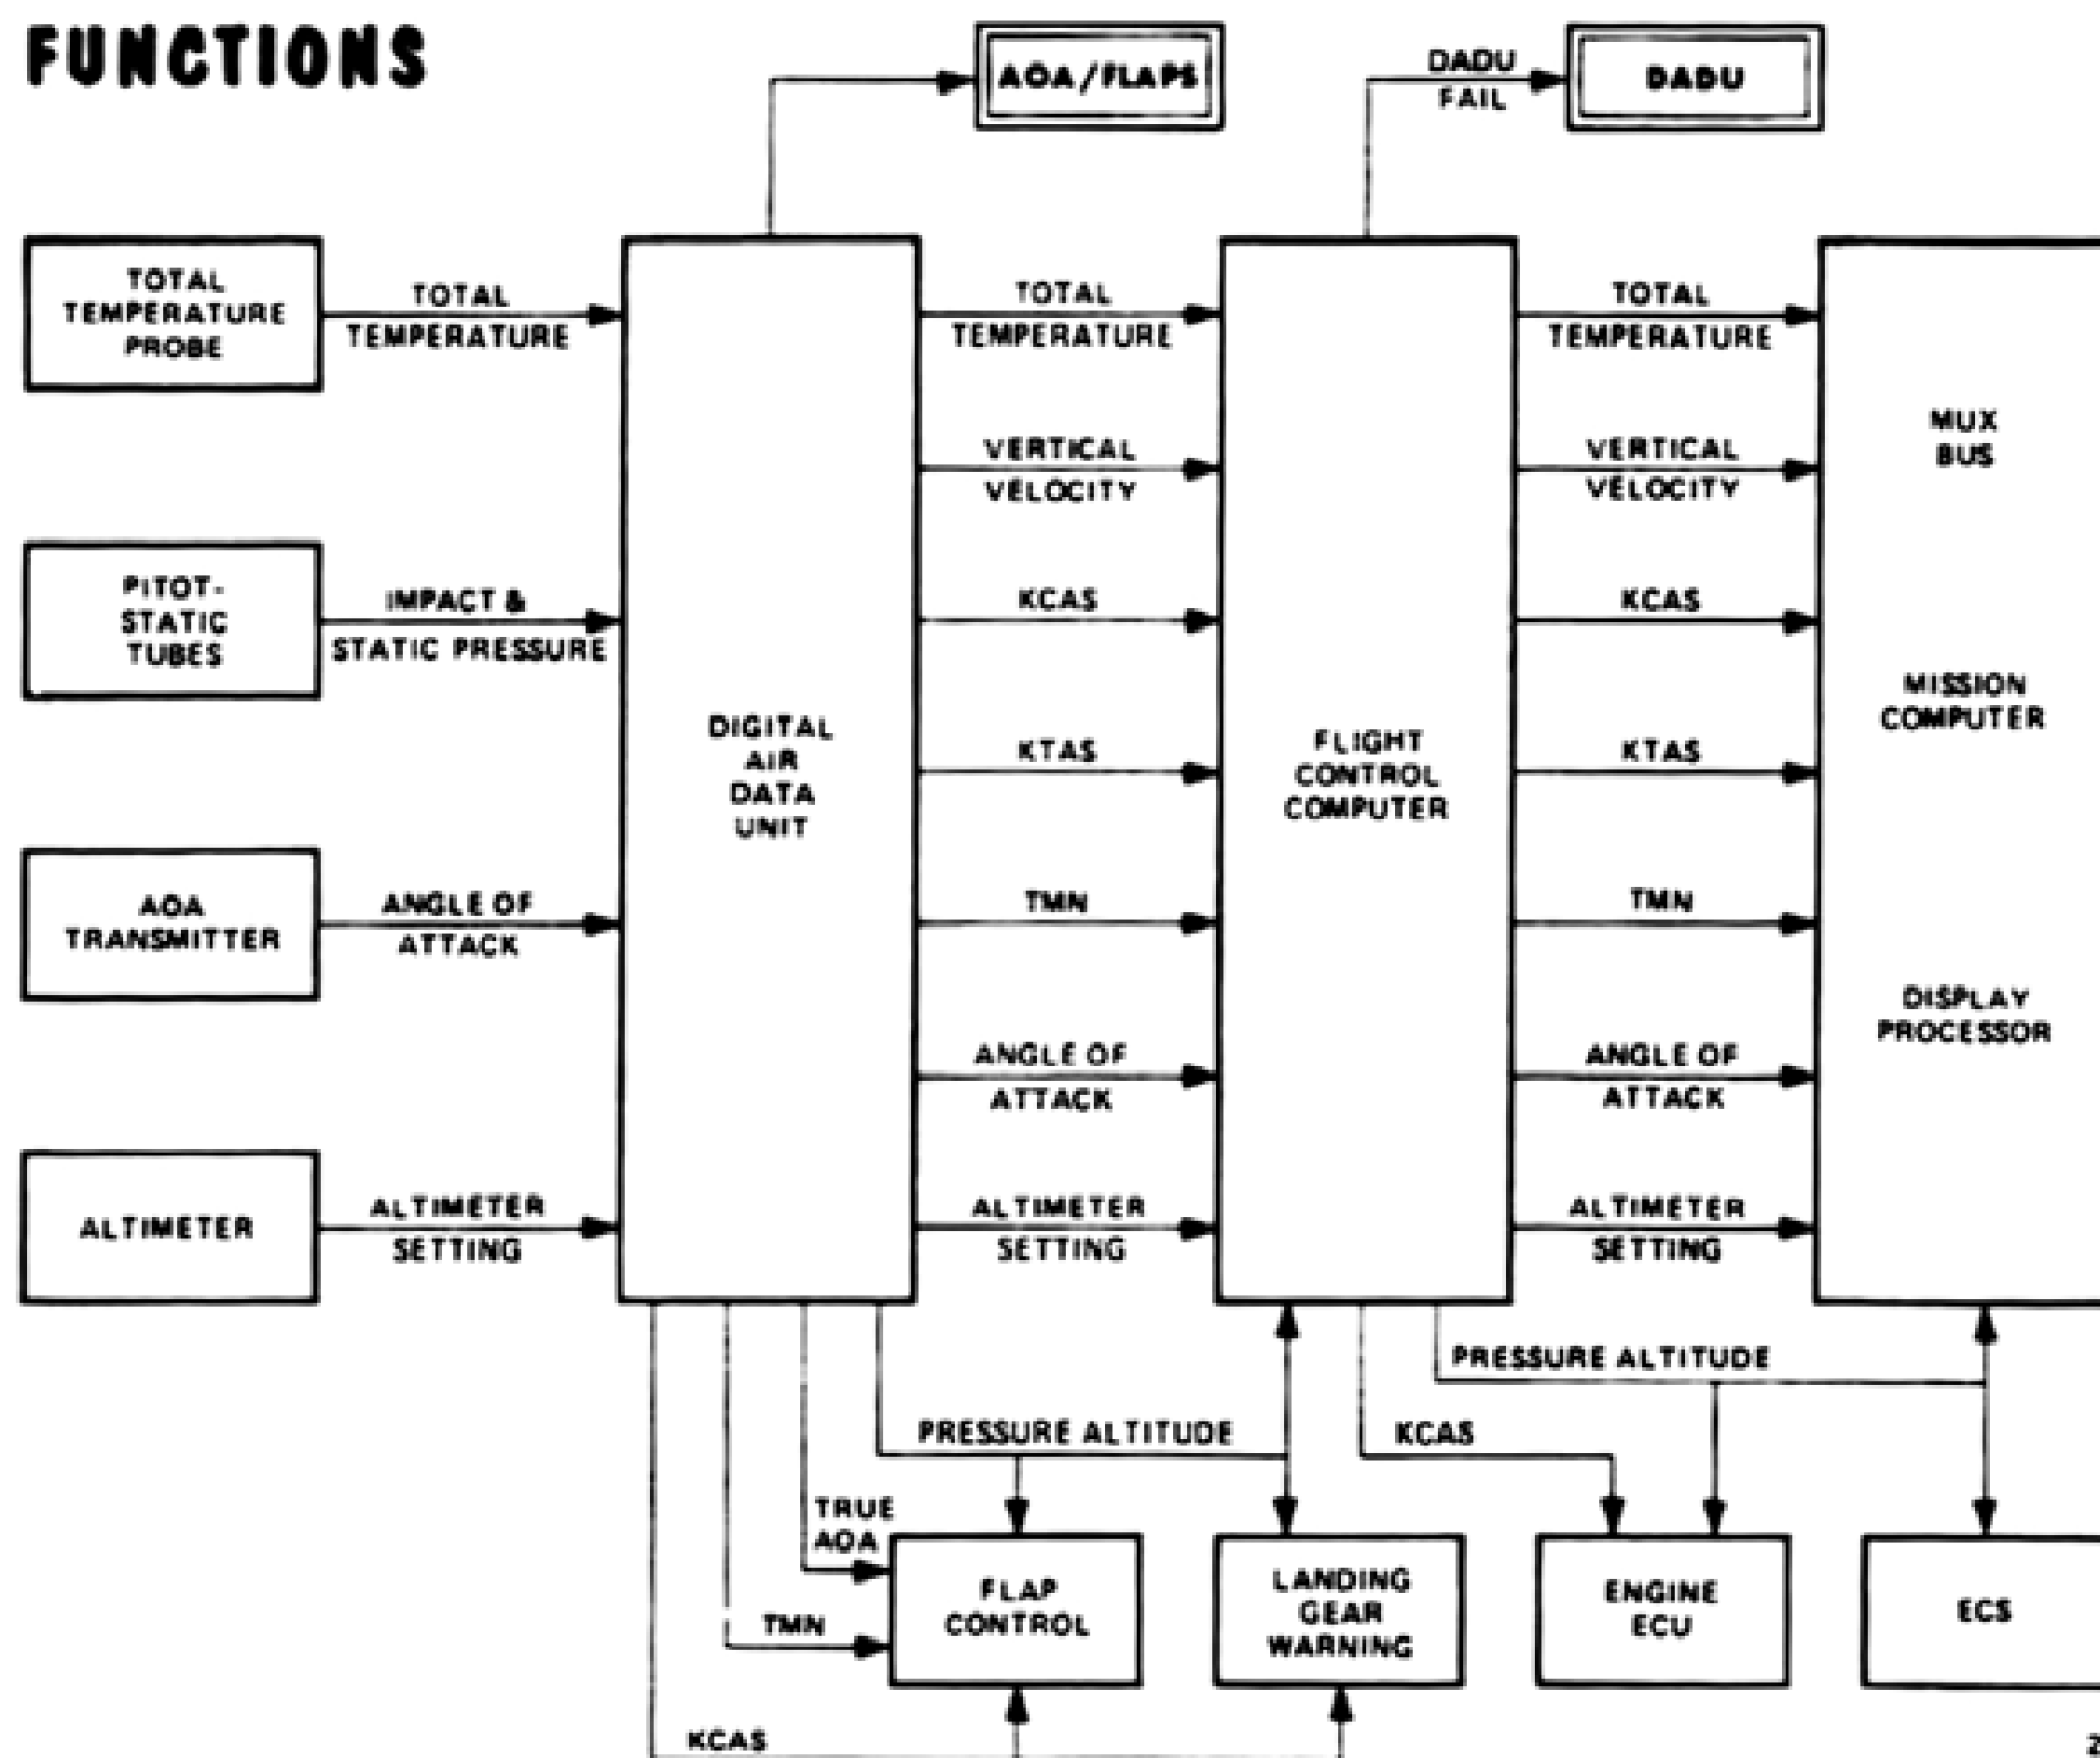 FUNCTIONS
AOA/FLAPS
DADU
FAIL
DADU
TOTAL
TEMPERATURE
PROBE
TOTAL
TEMPERATURE
TOTAL
TEMPERATURE
TOTAL
TEMPERATURE
MUX
BUS
VERTICAL
VELOCITY
VERTICAL
VELOCITY
PITOT-
STATIC
TUBES
IMPACT &
STATIC PRESSURE
KCAS
KCAS
DIGITAL
AIR
DATA
UNIT
KTAS
FLIGHT
CONTROL
COMPUTER
KTAS
MISSION
COMPUTER
AOA
TRANSMITTER
ANGLE OF
ATTACK
TMN
TMN
DISPLAY
PROCESSOR
ANGLE OF
ATTACK
ANGLE OF
ATTACK
ALTIMETER
ALTIMETER
SETTING
ALTIMETER
SETTING
ALTIMETER
SETTING
PRESSURE ALTITUDE
PRESSURE ALTITUDE
KCAS
TRUE
AOA
TMN
FLAP
CONTROL
LANDING
GEAR
WARNING
ENGINE
ECU
ECS
KCAS